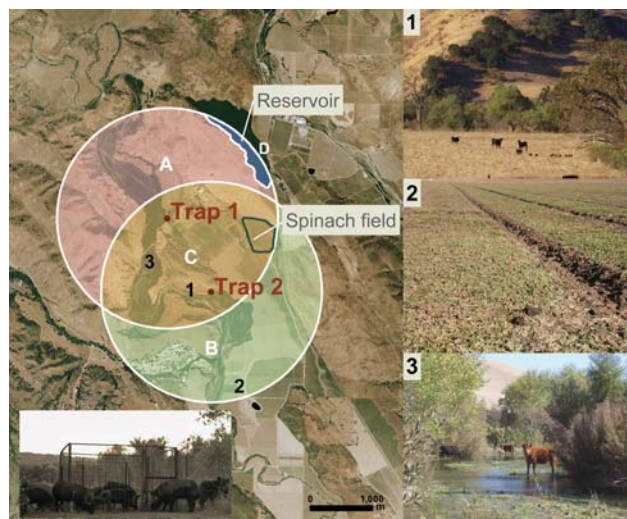 1
Reservoir
D
A
Trap 1
Spinach field
2
C
3
1
Trap 2
B
2
3
0 1,000
m